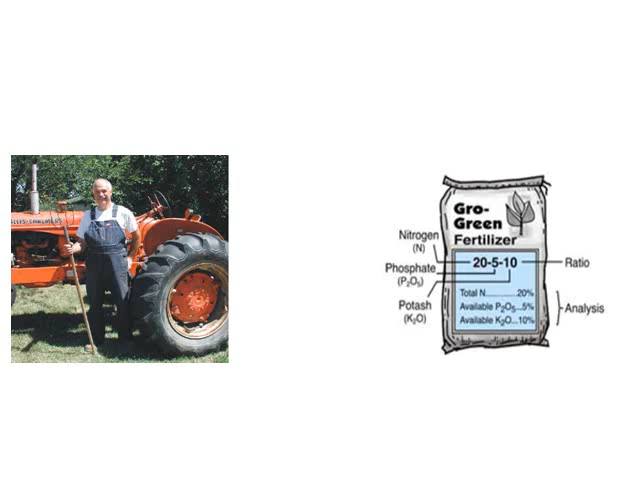 ALLIS-CHALMERS
Gro-
Green
Fertilizer
Nitrogen
(N)
20-5-10
Ratio
Phosphate
(P₂O₅)
Potash
(K₂O)
Total N...........20%
Available P₂O₅...5%
Available K₂O...10%
Analysis